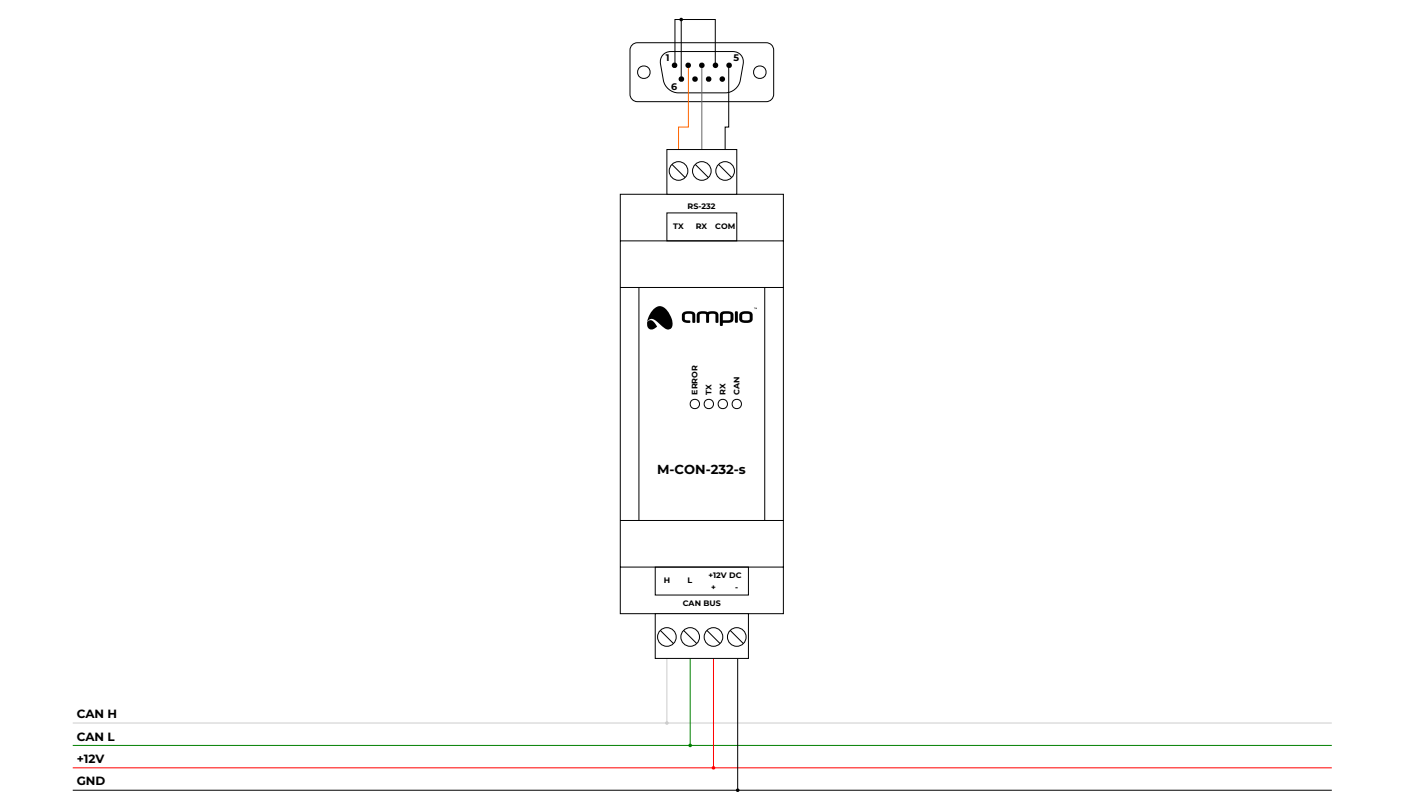 1 5
6
RS-232
TX RX COM
ampio™
ERROR TX RX CAN
M-CON-232-s
H L +12V DC
+ -
CAN BUS
CAN H
CAN L
+12V
GND